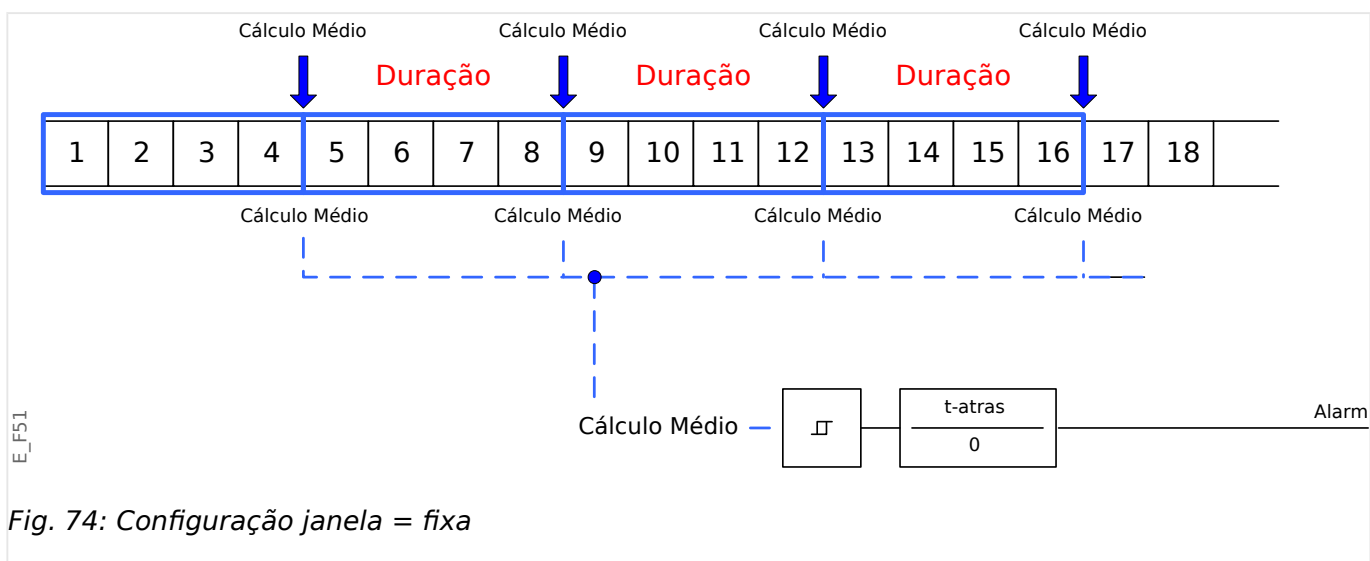 Cálculo Médio Cálculo Médio Cálculo Médio Cálculo Médio
Duração Duração Duração
1 2 3 4 5 6 7 8 9 10 11 12 13 14 15 16 17 18
Cálculo Médio Cálculo Médio Cálculo Médio Cálculo Médio
t-atras
Cálculo Médio
0
Alarm
E_F51
Fig. 74: Configuração janela = fixa